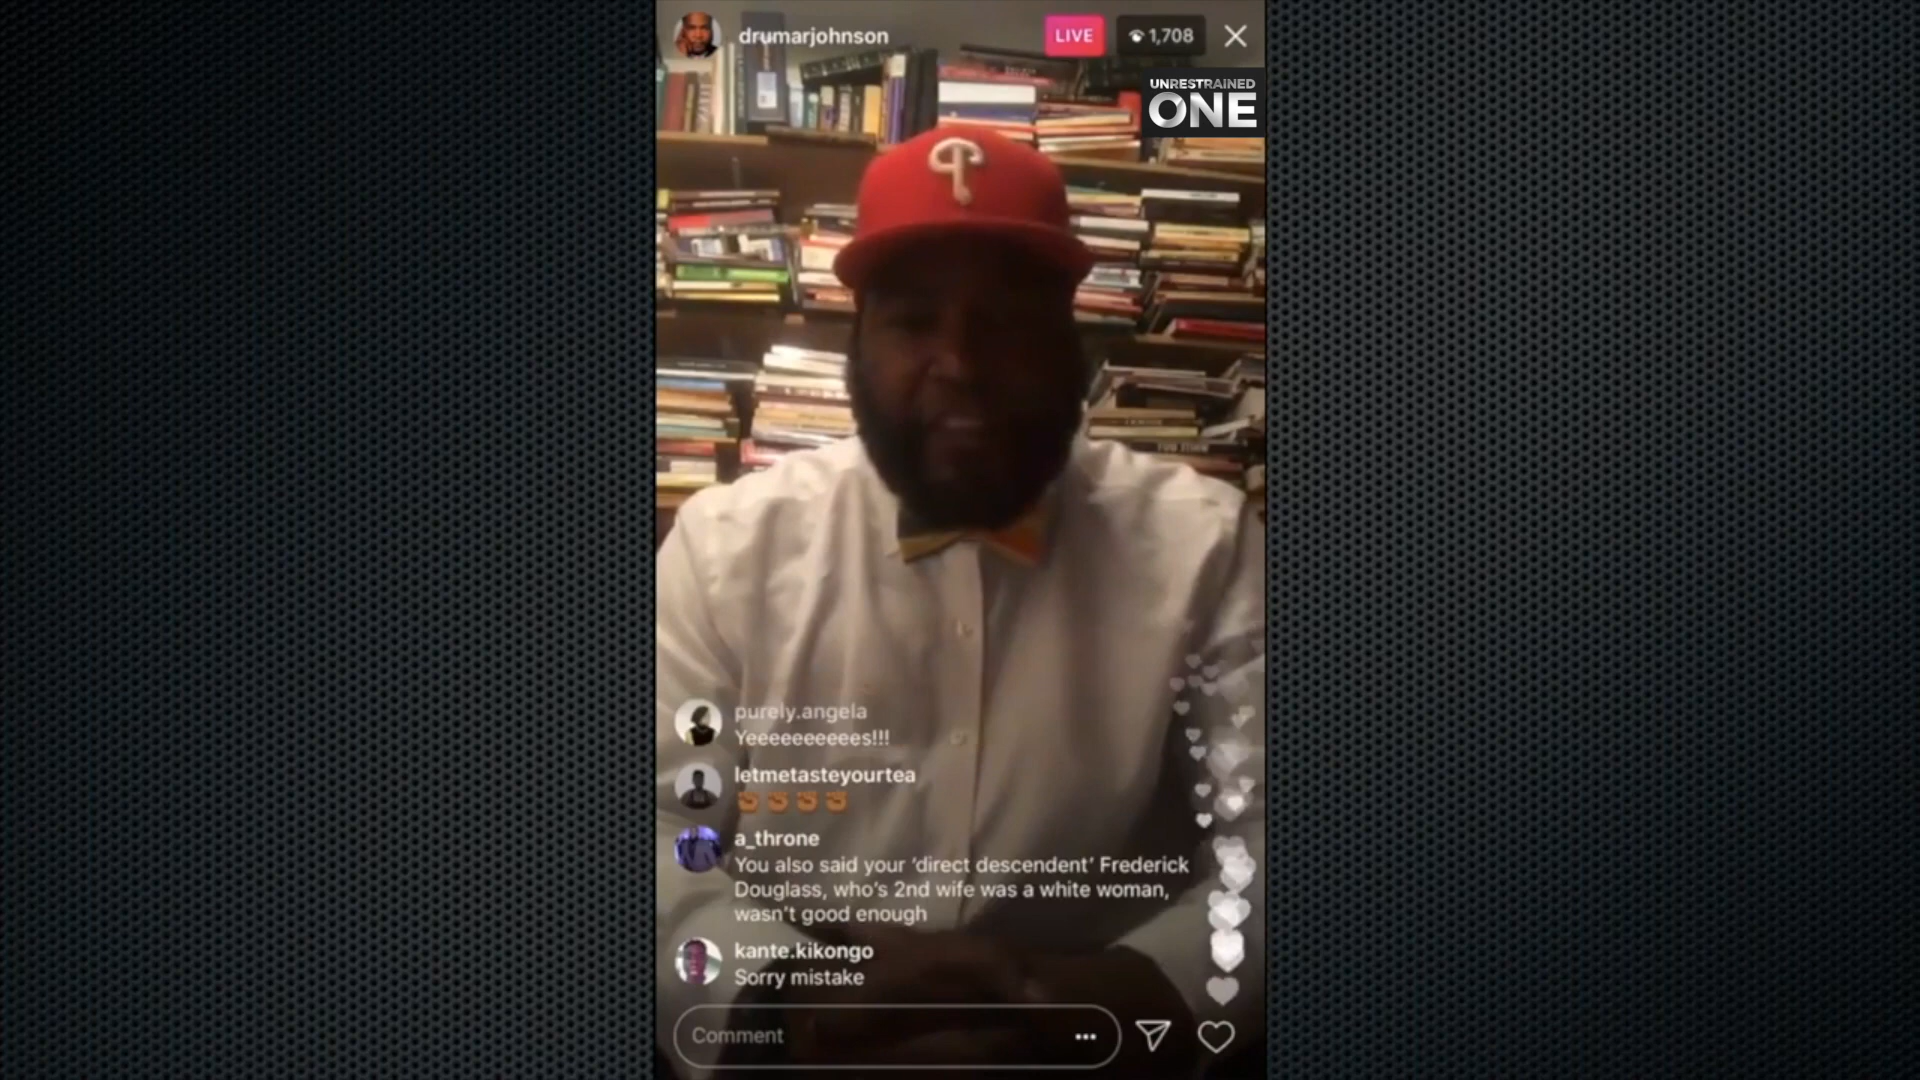 drumarjohnson
LIVE
1,708
UNRESTRAINED
ONE
P
purely.angela
Yeeeeeeeeeees!!!
letmetasteyourtea
a_throne
You also said your ‘direct descendent’ Frederick
Douglass, who’s 2nd wife was a white woman,
wasn’t good enough
kante.kikongo
Sorry mistake
Comment